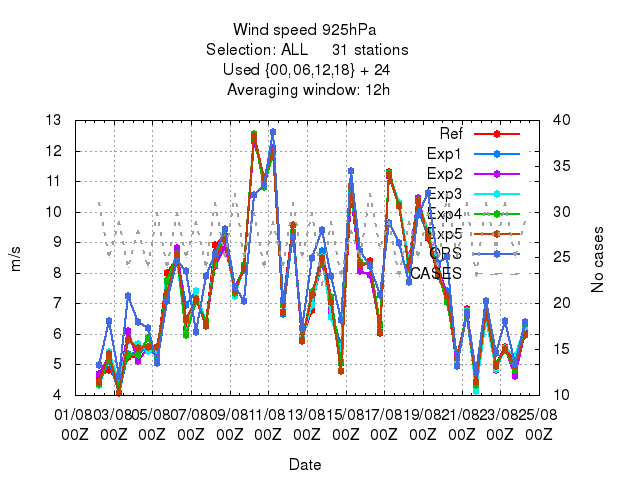 Wind speed 925hPa
Selection: ALL 31 stations
Used {00,06,12,18} + 24
Averaging window: 12h
13
12
11
10
9
8
7
6
5
4
m/s
40
35
30
25
20
15
10
No cases
Ref
Exp1
Exp2
Exp3
Exp4
Exp5
OBS
CASES
01/08 03/08 05/08 07/08 09/08 11/08 13/08 15/08 17/08 19/08 21/08 23/08 25/08
00Z 00Z 00Z 00Z 00Z 00Z 00Z 00Z 00Z 00Z 00Z 00Z 00Z
Date